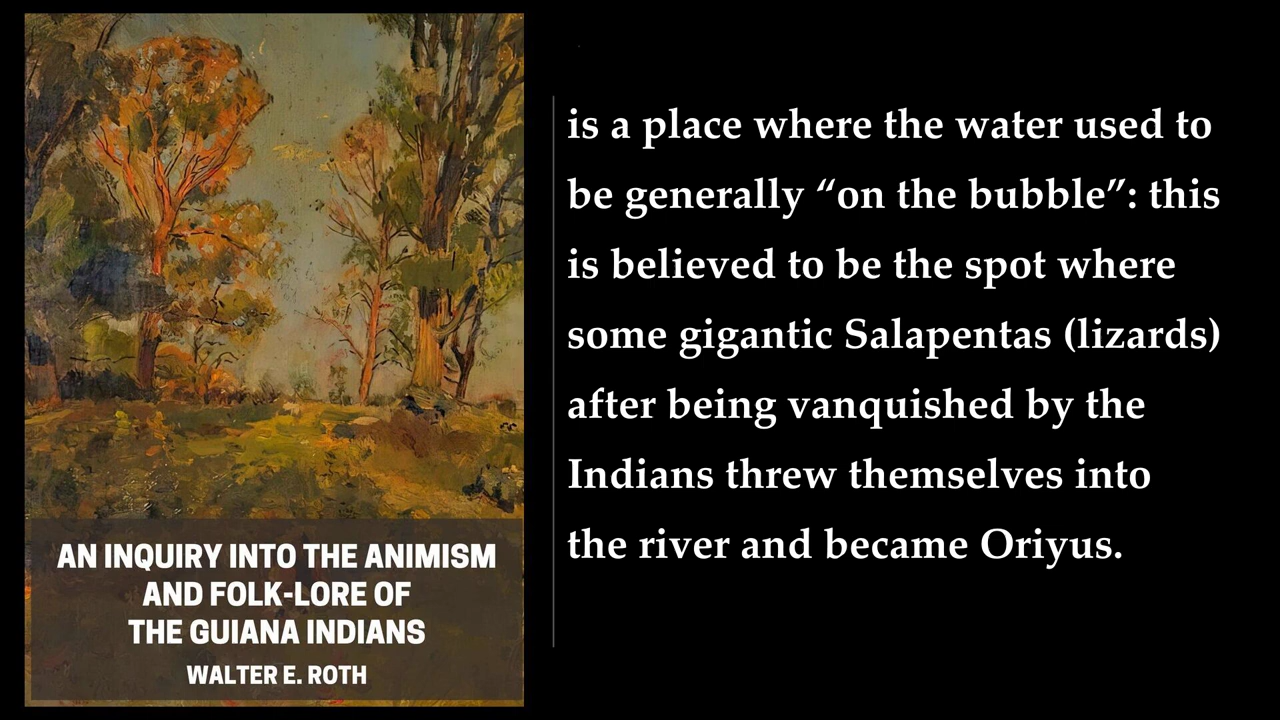 AN INQUIRY INTO THE ANIMISM
AND FOLK-LORE OF
THE GUIANA INDIANS
WALTER E. ROTH
is a place where the water used to
be generally “on the bubble”: this
is believed to be the spot where
some gigantic Salapentas (lizards)
after being vanquished by the
Indians threw themselves into
the river and became Oriyus.